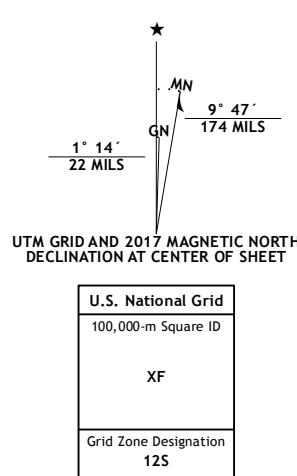 MN
GN
9° 47´
174 MILS
1° 14´
22 MILS
UTM GRID AND 2017 MAGNETIC NORTH
DECLINATION AT CENTER OF SHEET
U.S. National Grid
100,000-m Square ID
XF
Grid Zone Designation
12S